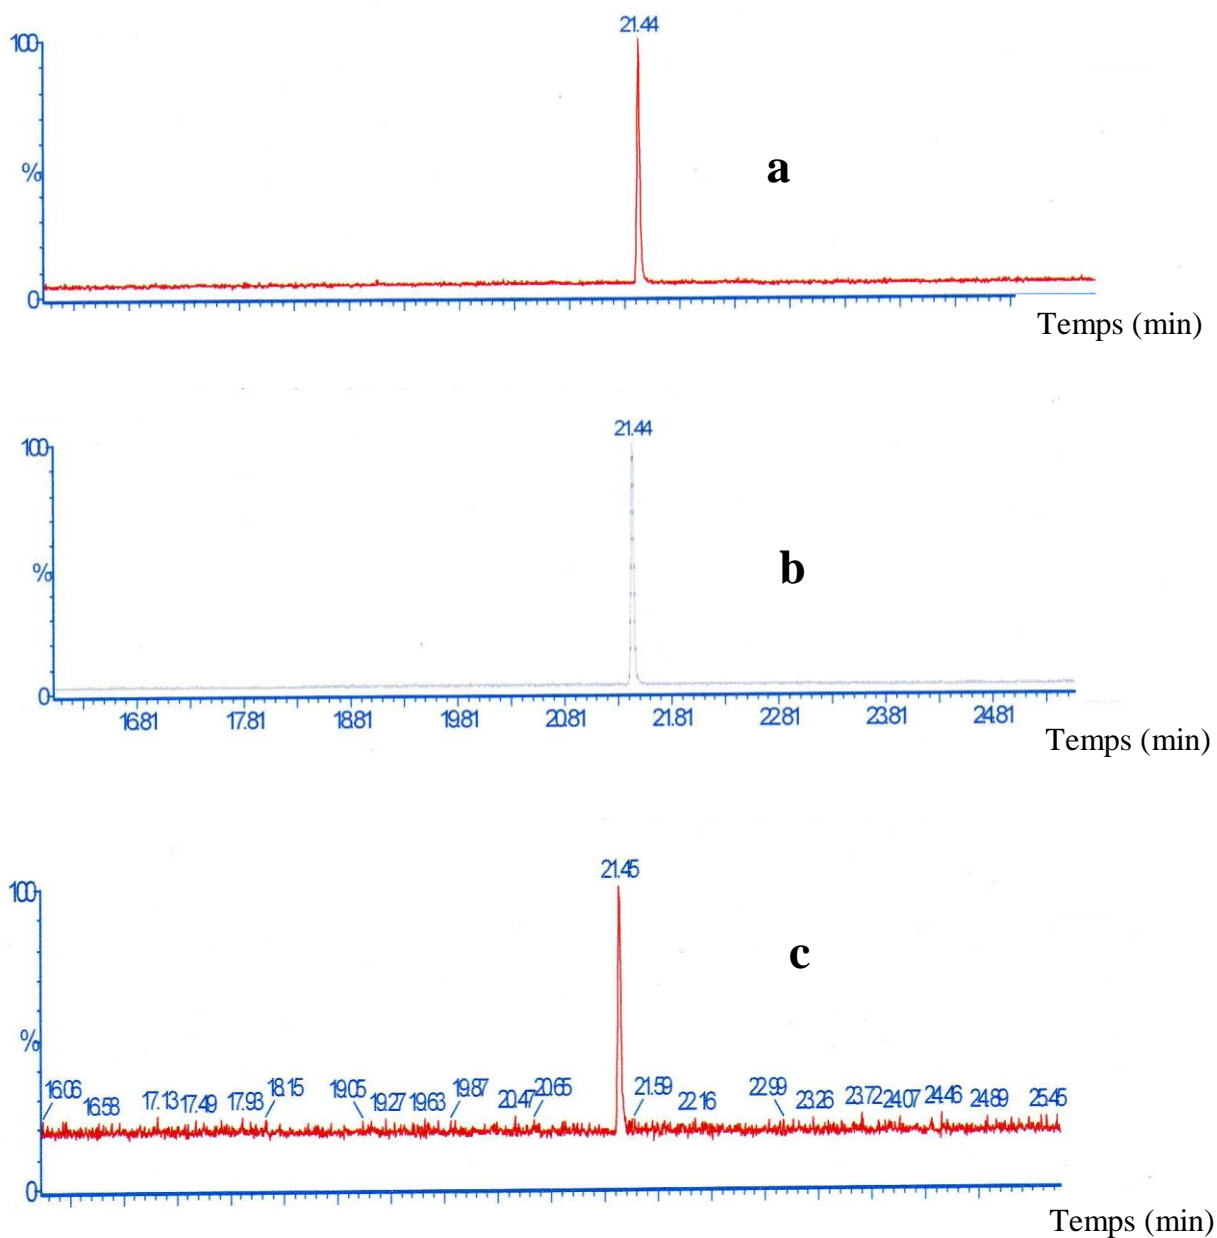 21.44
100
%
a
0
Temps (min)
21.44
100
%
b
0
16.81 17.81 18.81 19.81 20.81 21.81 22.81 23.81 24.81
Temps (min)
21.45
100
c
%
16.06 16.58 17.13 17.49 17.93 18.15 19.05 19.27 19.63 19.87 20.47 20.65 21.59 22.16 22.99 23.26 23.72 24.07 24.46 24.89 25.45
0
Temps (min)